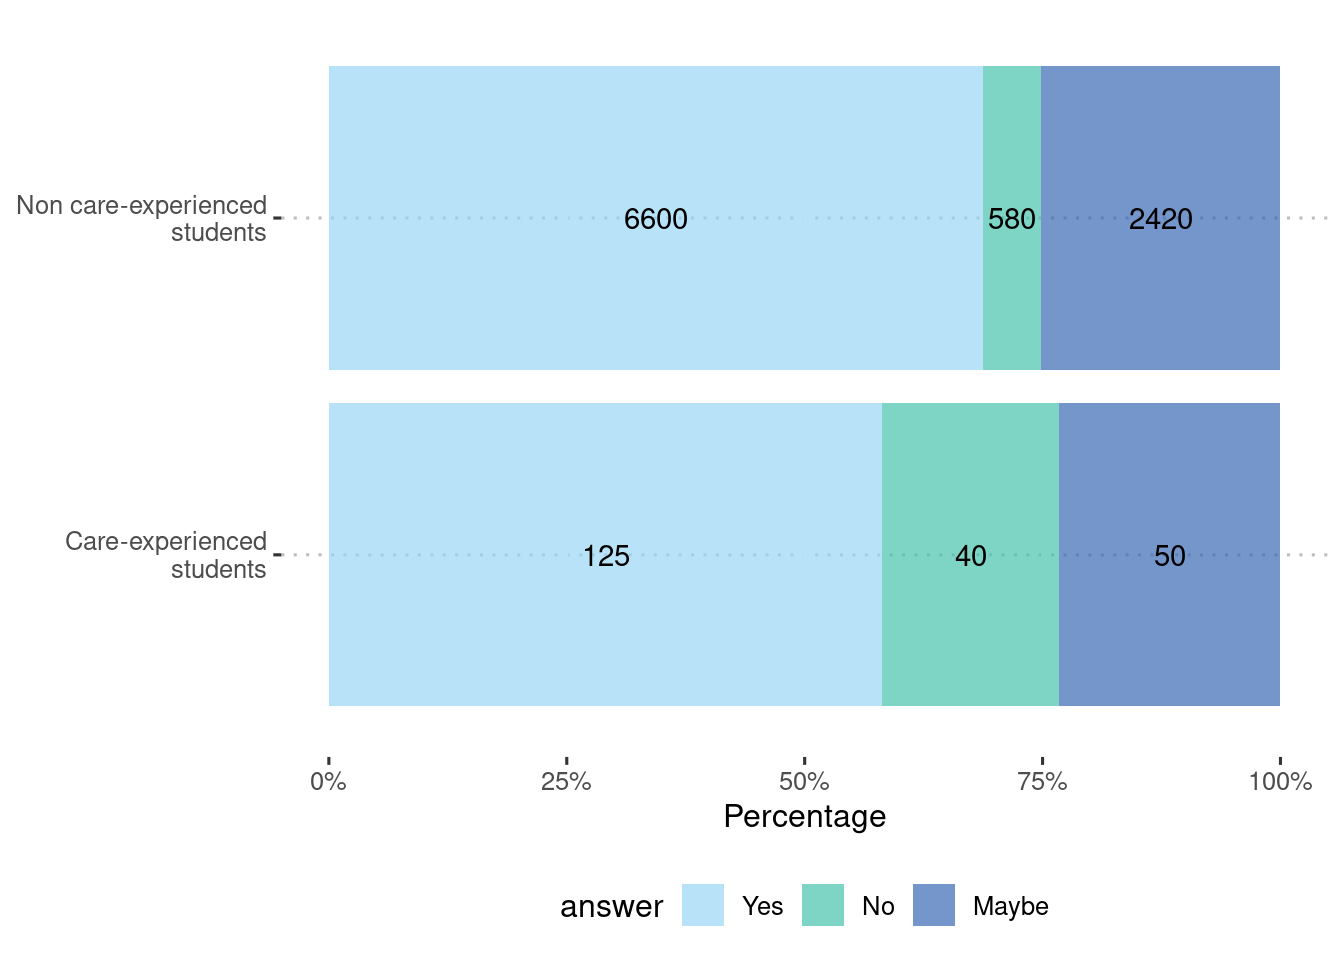 Non care-experienced
students
6600
580
2420
Care-experienced
students
125
40
50
0%
25%
50%
75%
100%
Percentage
answer
Yes
No
Maybe